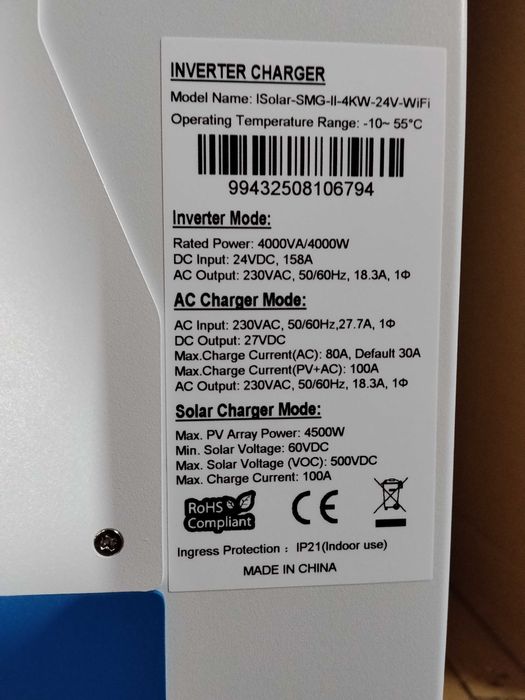 INVERTER CHARGER
Model Name: ISolar-SMG-II-4KW-24V-WiFi
Operating Temperature Range: -10~ 55°C
99432508106794
Inverter Mode:
Rated Power: 4000VA/4000W
DC Input: 24VDC, 158A
AC Output: 230VAC, 50/60Hz, 18.3A, 1Φ
AC Charger Mode:
AC Input: 230VAC, 50/60Hz,27.7A, 1Φ
DC Output: 27VDC
Max.Charge Current(AC): 80A, Default 30A
Max.Charge Current(PV+AC): 100A
AC Output: 230VAC, 50/60Hz, 18.3A, 1Φ
Solar Charger Mode:
Max. PV Array Power: 4500W
Min. Solar Voltage: 60VDC
Max. Solar Voltage (VOC): 500VDC
Max. Charge Current: 100A
RoHS
Compliant
CE
Ingress Protection : IP21(Indoor use)
MADE IN CHINA